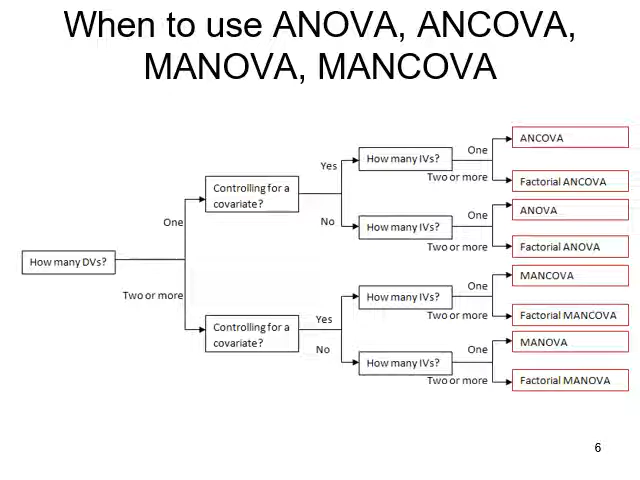 When to use ANOVA, ANCOVA,
MANOVA, MANCOVA
How many DVs?
One
Two or more
Controlling for a
covariate?
Yes
No
How many IVs?
One
Two or more
ANCOVA
Factorial ANCOVA
How many IVs?
One
Two or more
ANOVA
Factorial ANOVA
Controlling for a
covariate?
Yes
No
How many IVs?
One
Two or more
MANCOVA
Factorial MANCOVA
How many IVs?
One
Two or more
MANOVA
Factorial MANOVA
6